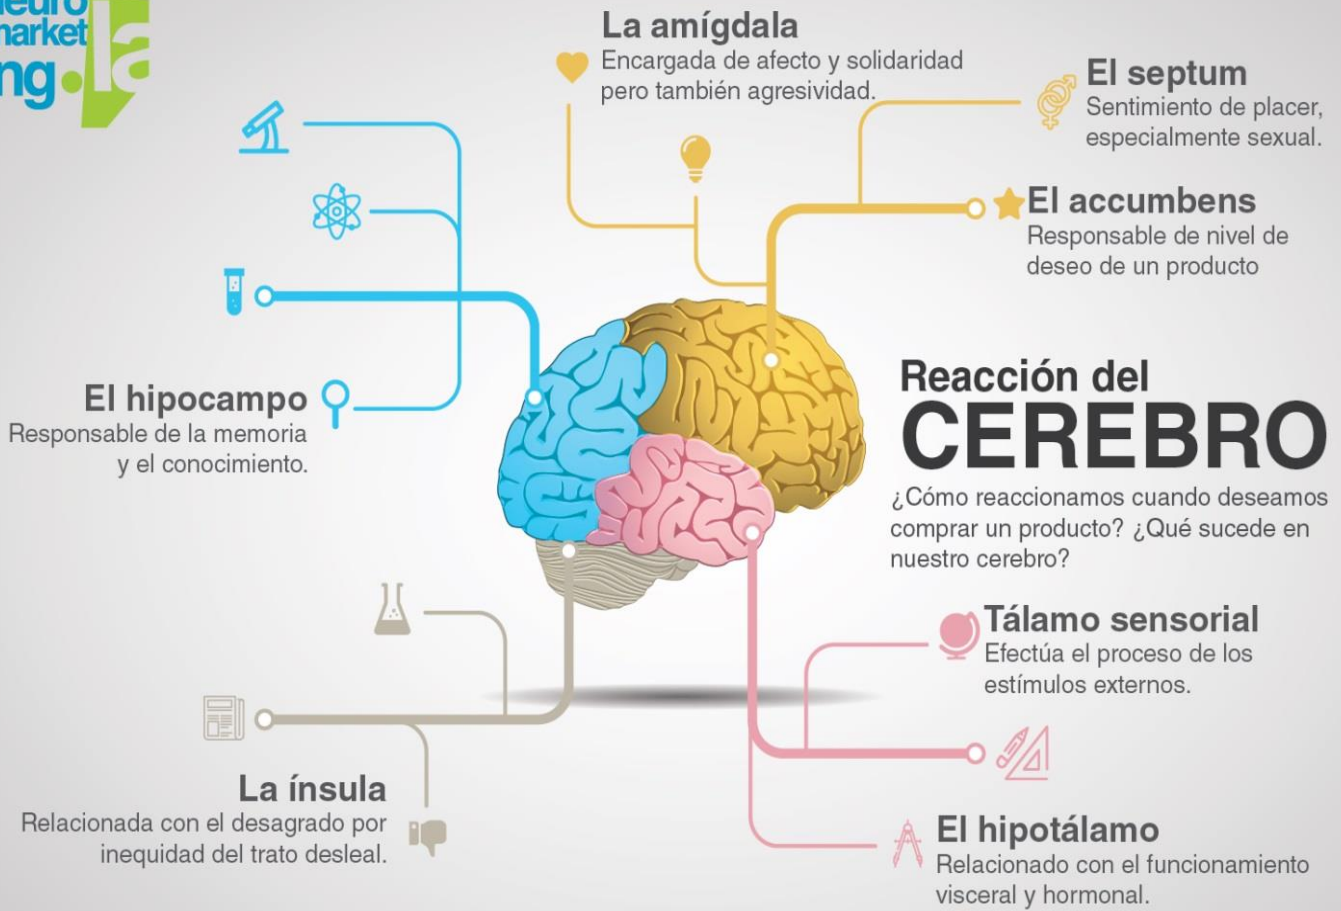 neuro
market
ng.la
La amígdala
Encargada de afecto y solidaridad
pero también agresividad.
El septum
Sentimiento de placer,
especialmente sexual.
El accumbens
Responsable de nivel de
deseo de un producto
El hipocampo
Responsable de la memoria
y el conocimiento.
Reacción del
CEREBRO
¿Cómo reaccionamos cuando deseamos
comprar un producto? ¿Qué sucede en
nuestro cerebro?
Tálamo sensorial
Efectúa el proceso de los
estímulos externos.
La ínsula
Relacionada con el desagrado por
inequidad del trato desleal.
El hipotálamo
Relacionado con el funcionamiento
visceral y hormonal.